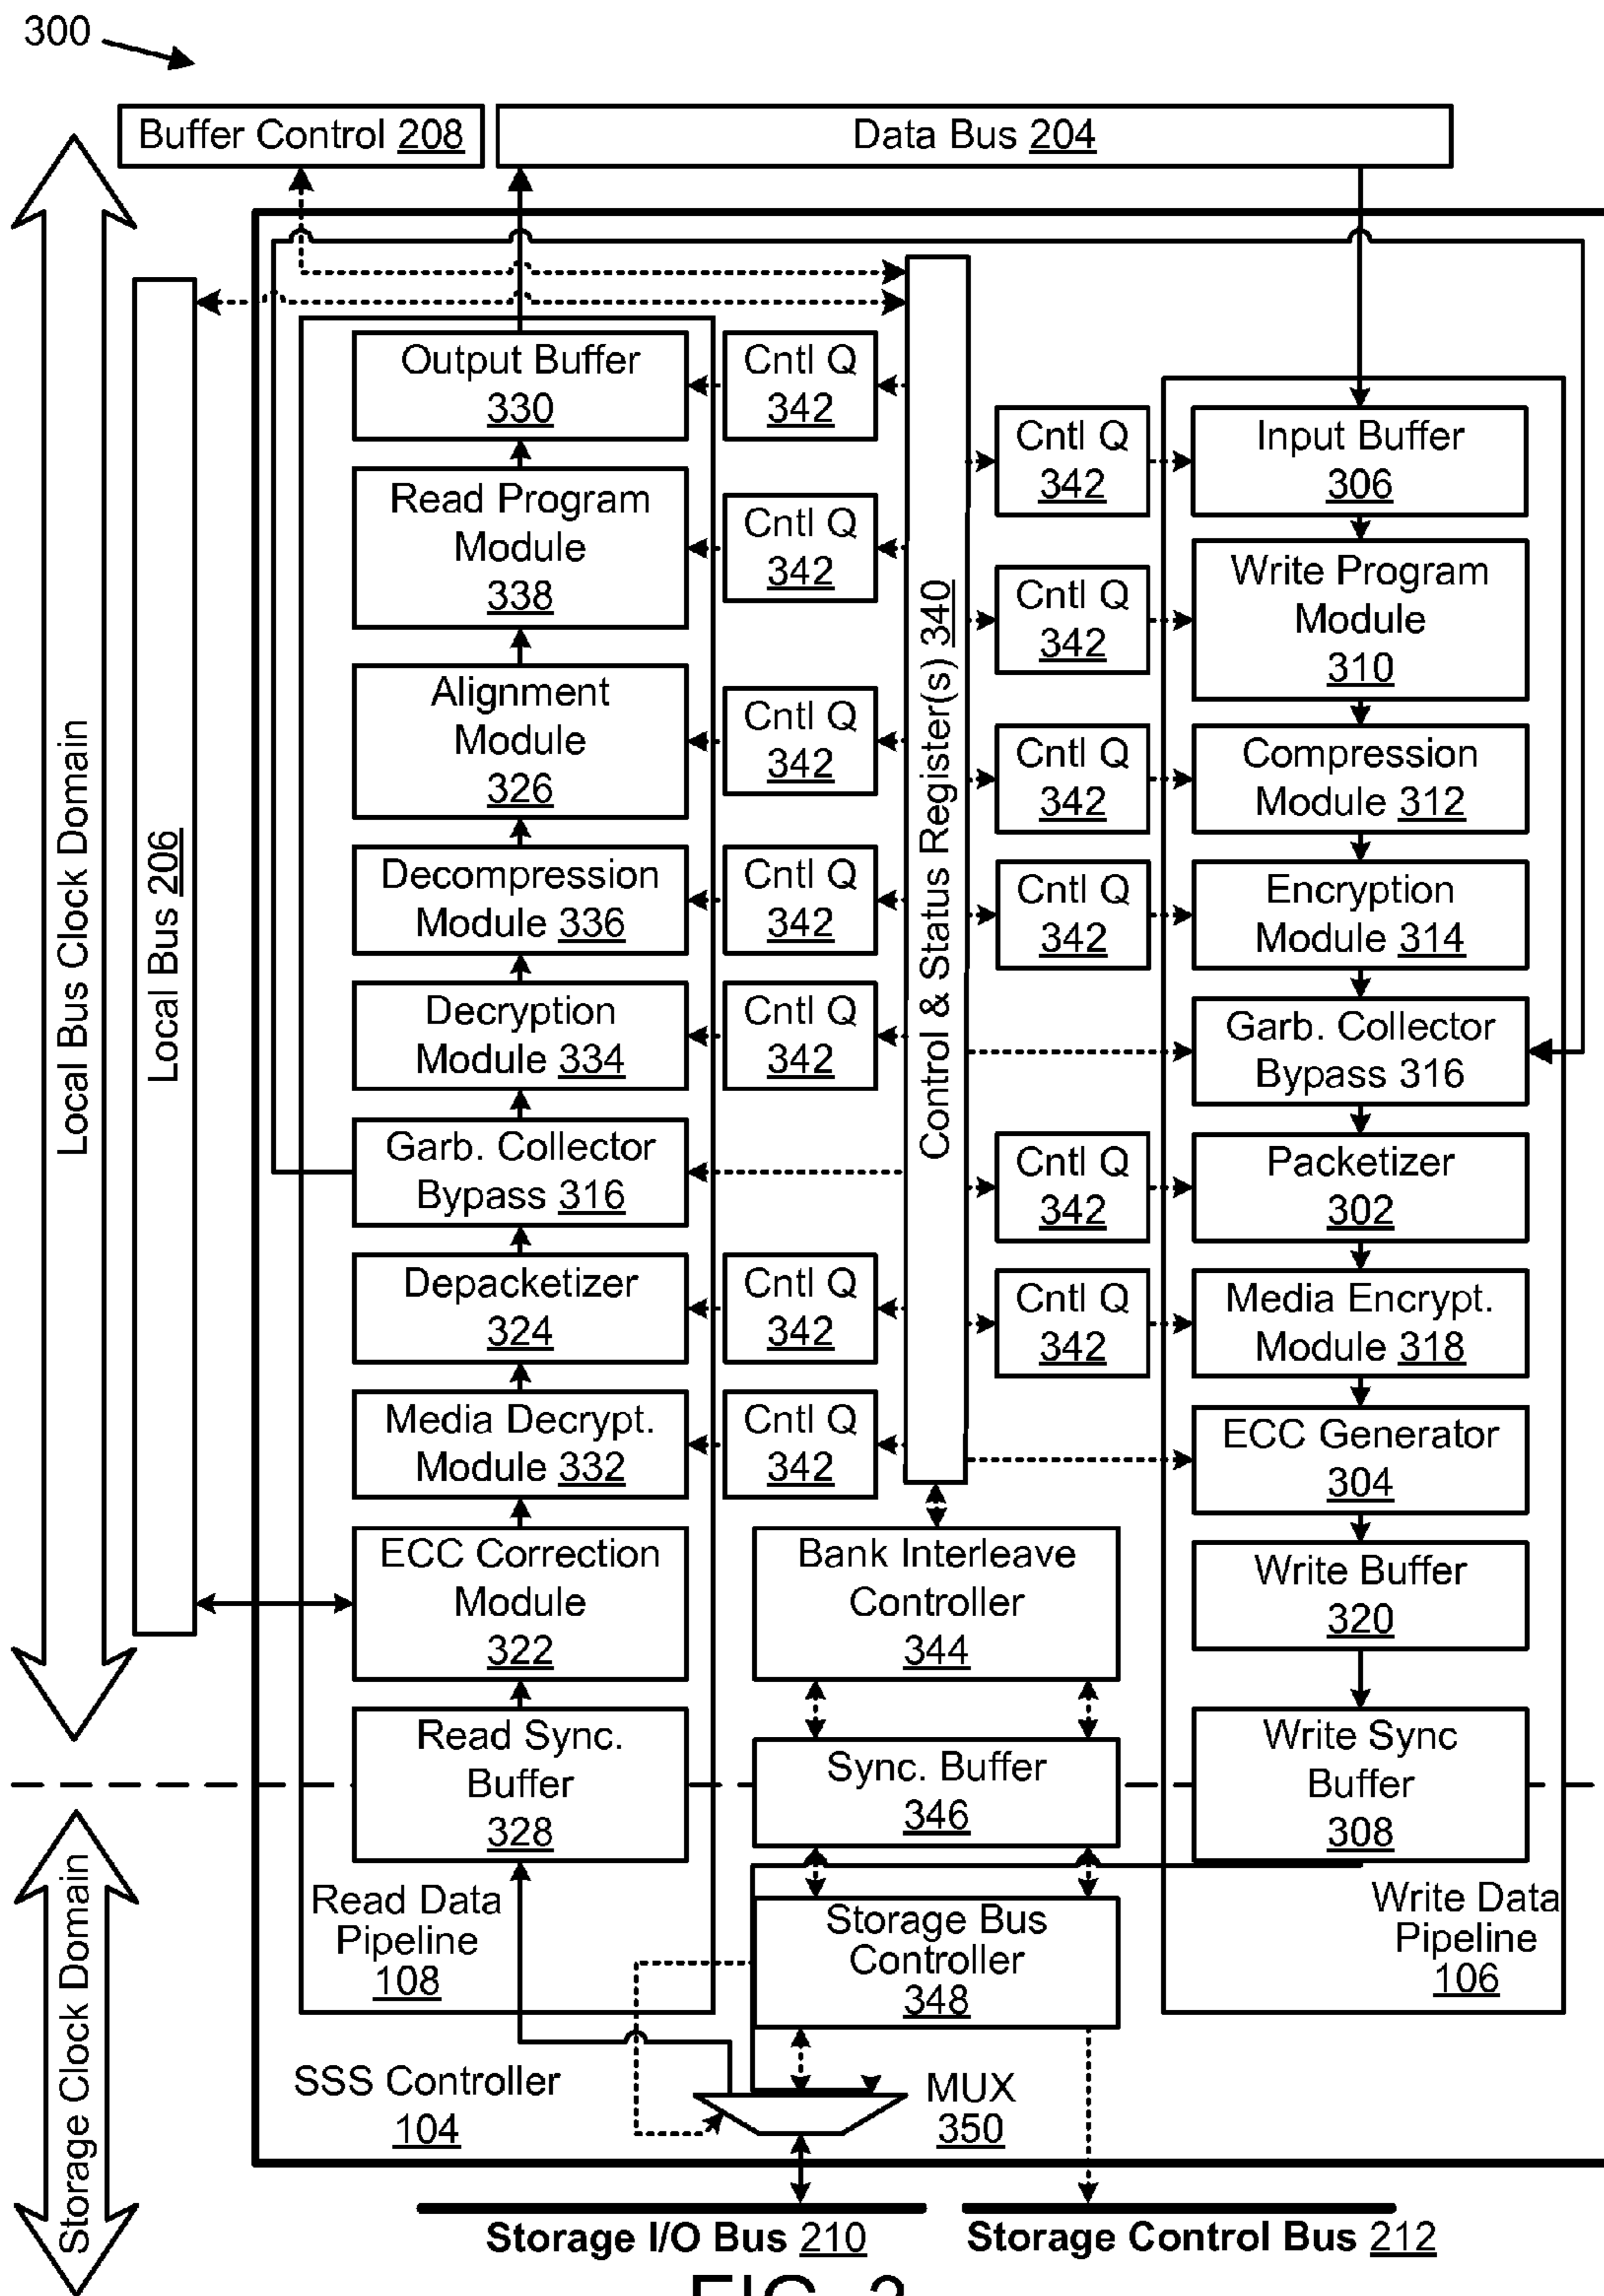 300
Buffer Control 208
Data Bus 204
Local Bus Clock Domain
Local Bus 206
Storage Clock Domain
Output Buffer
330
Read Program
Module
338
Alignment
Module
326
Decompression
Module 336
Decryption
Module 334
Garb. Collector
Bypass 316
Depacketizer
324
Media Decrypt.
Module 332
ECC Correction
Module
322
Read Sync.
Buffer
328
Read Data
Pipeline
108
Cntl Q
342
Cntl Q
342
Cntl Q
342
Cntl Q
342
Cntl Q
342
Cntl Q
342
Cntl Q
342
Control & Status Register(s) 340
Cntl Q
342
Cntl Q
342
Cntl Q
342
Cntl Q
342
Cntl Q
342
Cntl Q
342
Input Buffer
306
Write Program
Module
310
Compression
Module 312
Encryption
Module 314
Garb. Collector
Bypass 316
Packetizer
302
Media Encrypt.
Module 318
ECC Generator
304
Write Buffer
320
Write Sync
Buffer
308
Write Data
Pipeline
106
Bank Interleave
Controller
344
Sync. Buffer
346
Storage Bus
Controller
348
SSS Controller
104
MUX
350
Storage I/O Bus 210
Storage Control Bus 212
FIG. 3